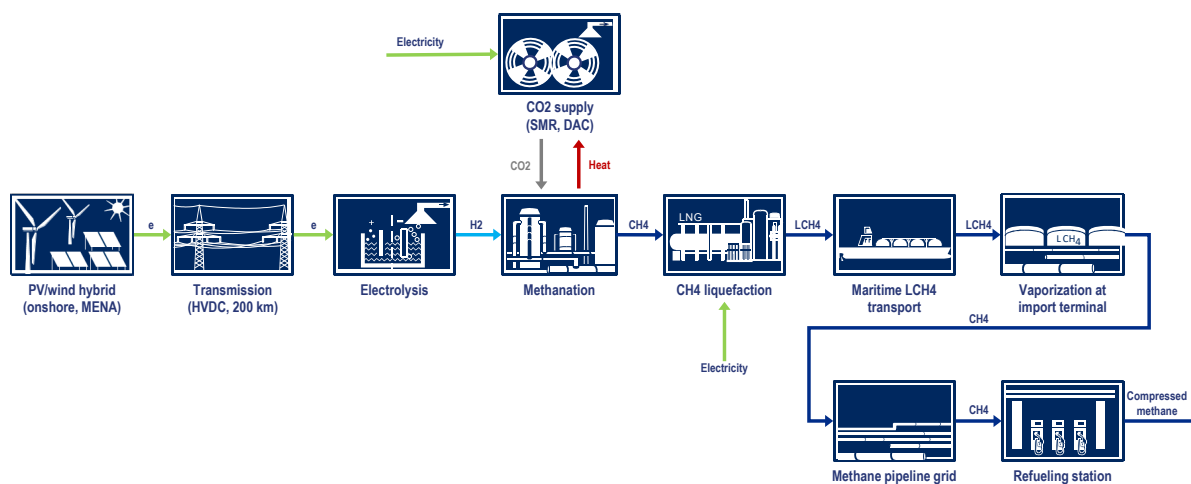 Electricity
CO2 supply
(SMR, DAC)
CO2
Heat
e
e
H2
CH4
LNG
LCH4
LCH4
LCH4
PV/wind hybrid
(onshore, MENA)
Transmission
(HVDC, 200 km)
Electrolysis
Methanation
CH4 liquefaction
Maritime LCH4
transport
Vaporization at
import terminal
CH4
Electricity
CH4
Compressed
methane
Methane pipeline grid
Refueling station